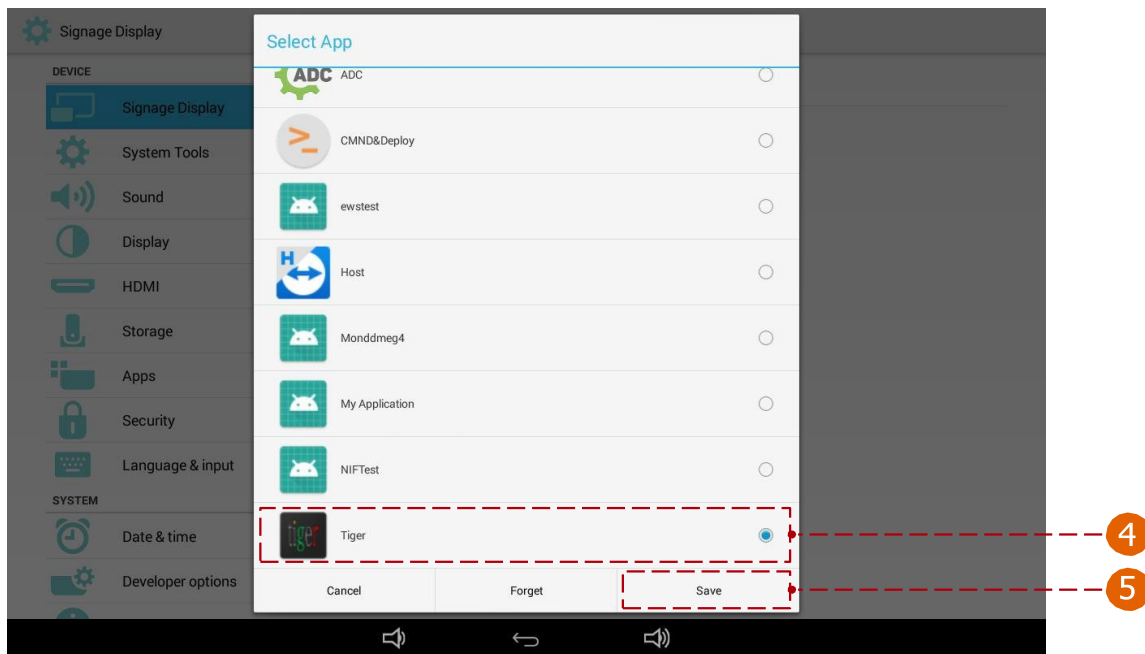 Signage Display
DEVICE
Signage Display
System Tools
Sound
Display
HDMI
Storage
Apps
Security
Language & input
SYSTEM
Date & time
Developer options
Select App
ADC ADC
CMND&Deploy
ewstest
H Host
Monddmeg4
My Application
NIFTest
tiger Tiger
Cancel Forget Save
4
5